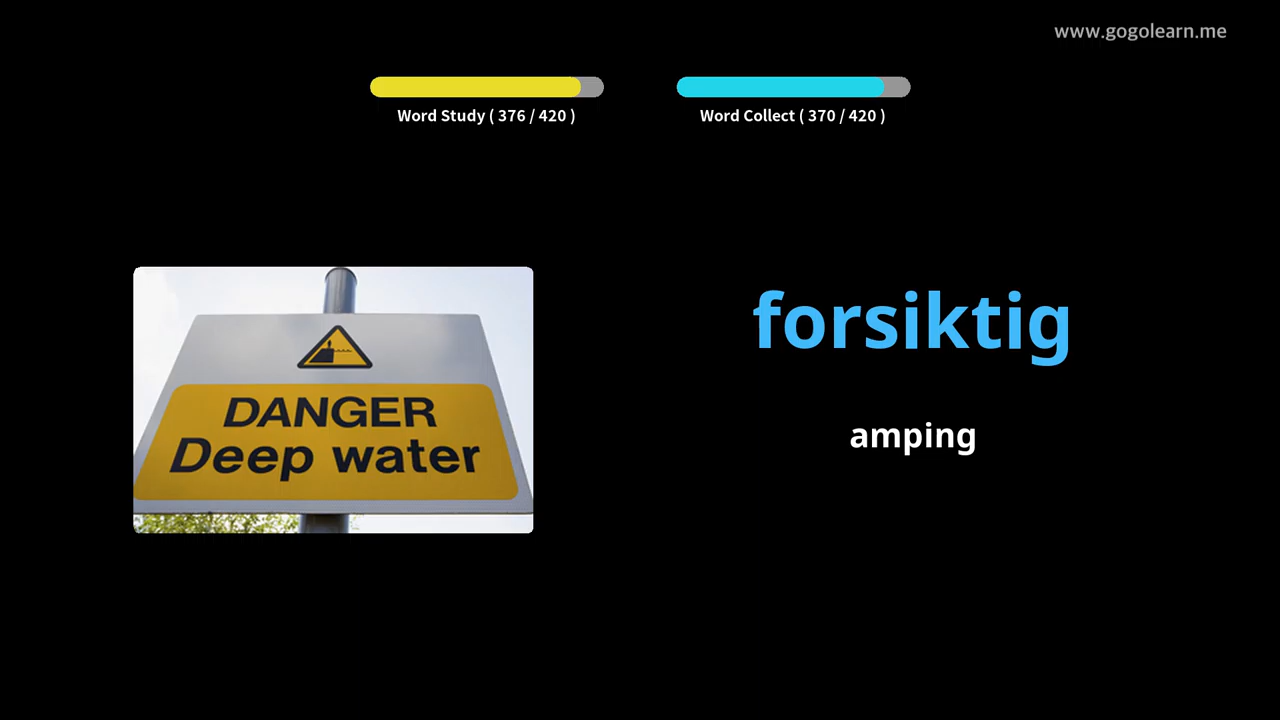 www.gogolearn.me
Word Study ( 376 / 420 )
Word Collect ( 370 / 420 )
DANGER
Deep water
forsiktig
amping